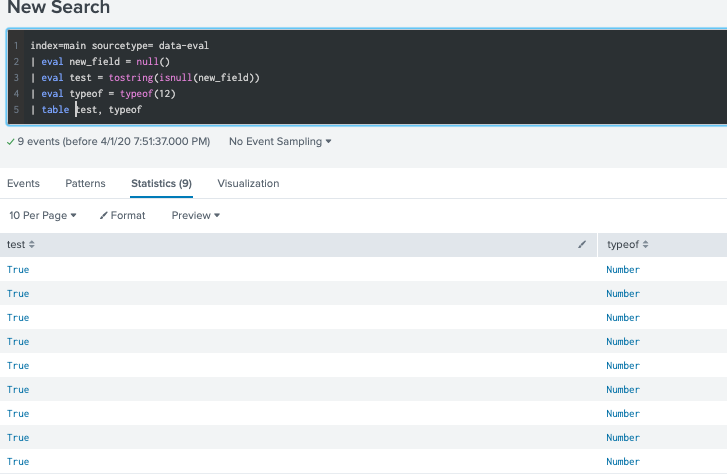 New Search
1 index=main sourcetype= data-eval
2 | eval new_field = null()
3 | eval test = tostring(isnull(new_field))
4 | eval typeof = typeof(12)
5 | table test, typeof
9 events (before 4/1/20 7:51:37.000 PM) No Event Sampling
Events Patterns Statistics (9) Visualization
10 Per Page Format Preview
test typeof
True Number
True Number
True Number
True Number
True Number
True Number
True Number
True Number
True Number